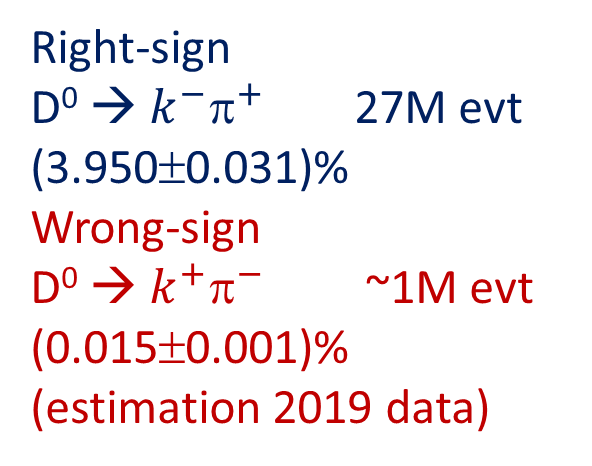 Right-sign
D⁰ → k⁻π⁺ 27M evt
(3.950±0.031)%
Wrong-sign
D⁰ → k⁺π⁻ ~1M evt
(0.015±0.001)%
(estimation 2019 data)